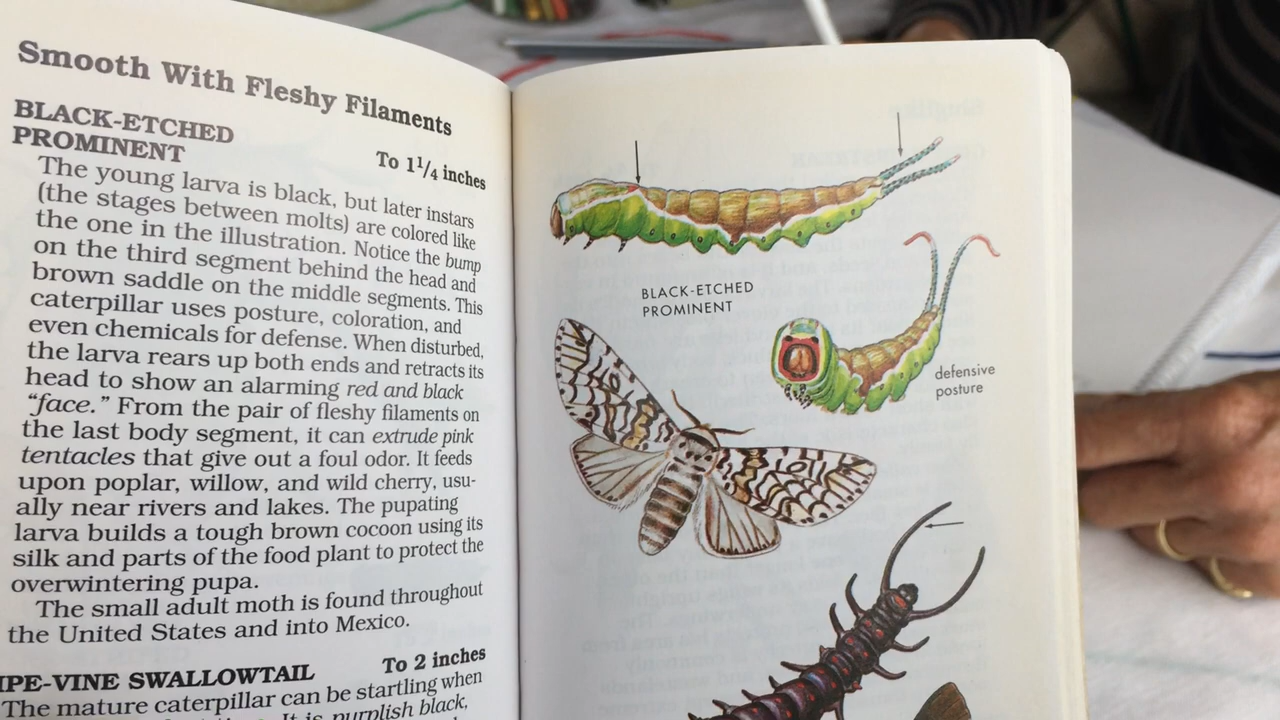 Smooth With Fleshy Filaments
BLACK-ETCHED
PROMINENT
To 1 1/4 inches
The young larva is black, but later instars
(the stages between molts) are colored like
the one in the illustration. Notice the bump
on the third segment behind the head and
brown saddle on the middle segments. This
caterpillar uses posture, coloration, and
even chemicals for defense. When disturbed,
the larva rears up both ends and retracts its
head to show an alarming red and black
“face.” From the pair of fleshy filaments on
the last body segment, it can extrude pink
tentacles that give out a foul odor. It feeds
upon poplar, willow, and wild cherry, usu-
ally near rivers and lakes. The pupating
larva builds a tough brown cocoon using its
silk and parts of the food plant to protect the
overwintering pupa.
The small adult moth is found throughout
the United States and into Mexico.
IPE-VINE SWALLOWTAIL To 2 inches
The mature caterpillar can be startling when
It is purplish black,
BLACK-ETCHED
PROMINENT
defensive
posture